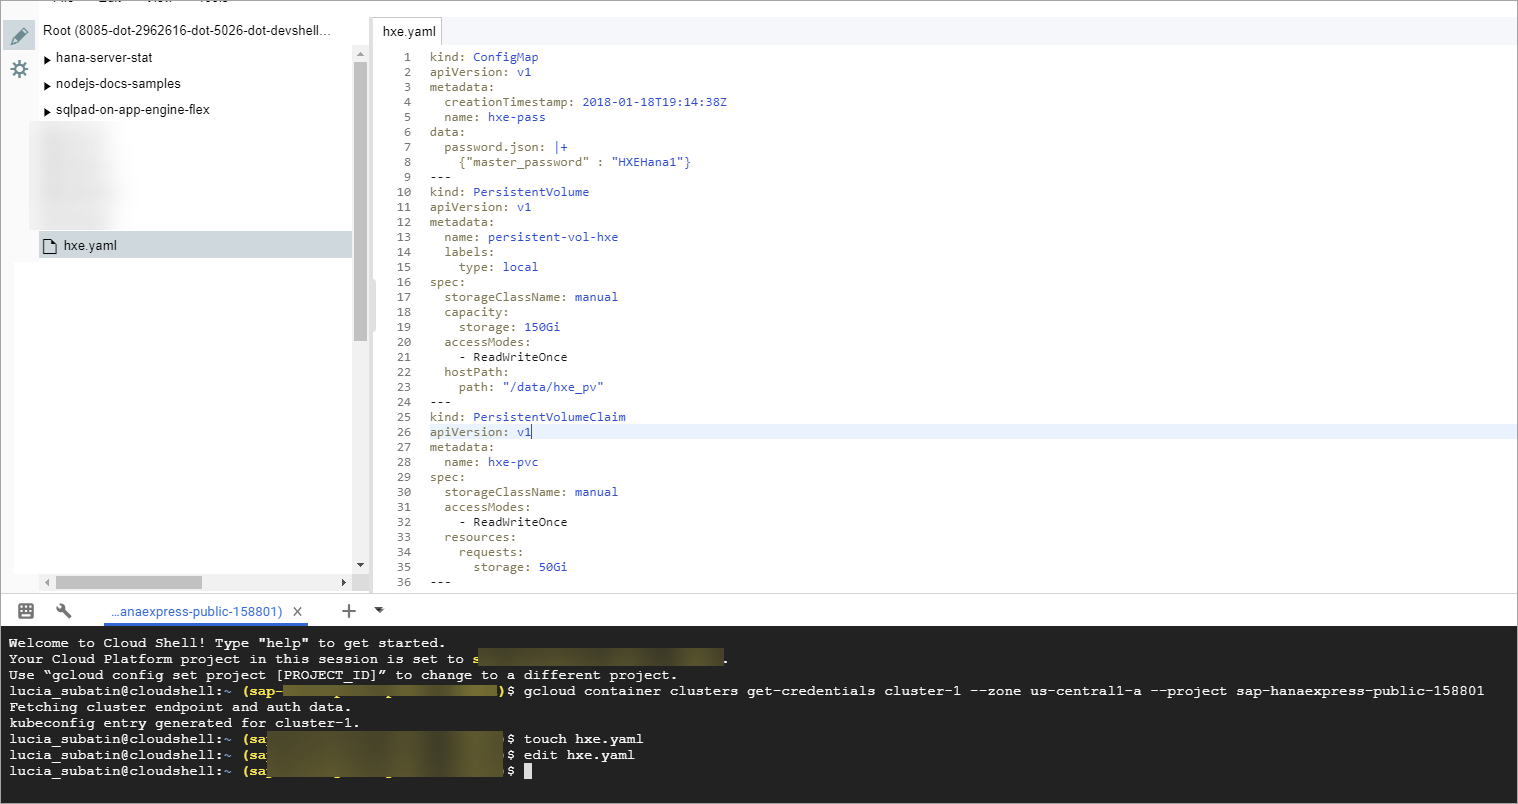 Root (8085-dot-2962616-dot-5026-dot-devshell...
hana-server-stat
nodejs-docs-samples
sqlpad-on-app-engine-flex
hxe.yaml
hxe.yaml
1 kind: ConfigMap
2 apiVersion: v1
3 metadata:
4   creationTimestamp: 2018-01-18T19:14:38Z
5   name: hxe-pass
6 data:
7   password.json: |+
8     {"master_password" : "HXEHana1"}
9 ---
10 kind: PersistentVolume
11 apiVersion: v1
12 metadata:
13   name: persistent-vol-hxe
14   labels:
15     type: local
16 spec:
17   storageClassName: manual
18   capacity:
19     storage: 150Gi
20   accessModes:
21     - ReadWriteOnce
22   hostPath:
23     path: "/data/hxe_pv"
24 ---
25 kind: PersistentVolumeClaim
26 apiVersion: v1
27 metadata:
28   name: hxe-pvc
29 spec:
30   storageClassName: manual
31   accessModes:
32     - ReadWriteOnce
33   resources:
34     requests:
35       storage: 50Gi
36 ---
...anaexpress-public-158801)
Welcome to Cloud Shell! Type "help" to get started.
Your Cloud Platform project in this session is set to s.
Use “gcloud config set project [PROJECT_ID]” to change to a different project.
lucia_subatin@cloudshell:~ (sap-)$ gcloud container clusters get-credentials cluster-1 --zone us-central1-a --project sap-hanaexpress-public-158801
Fetching cluster endpoint and auth data.
kubeconfig entry generated for cluster-1.
lucia_subatin@cloudshell:~ (sa $ touch hxe.yaml
lucia_subatin@cloudshell:~ (sa $ edit hxe.yaml
lucia_subatin@cloudshell:~ (sa $